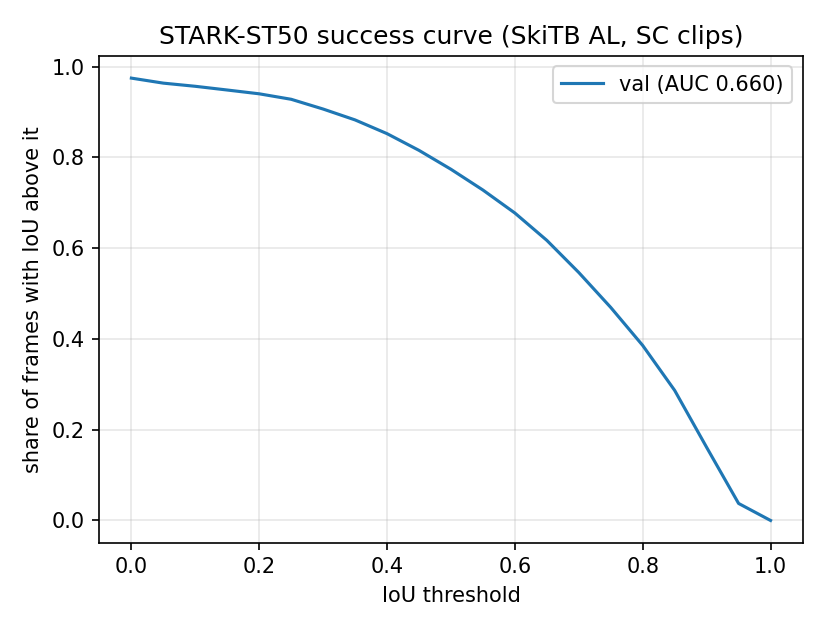 STARK-ST50 success curve (SkiTB AL, SC clips)
val (AUC 0.660)
share of frames with IoU above it
1.0
0.8
0.6
0.4
0.2
0.0
0.0 0.2 0.4 0.6 0.8 1.0
IoU threshold